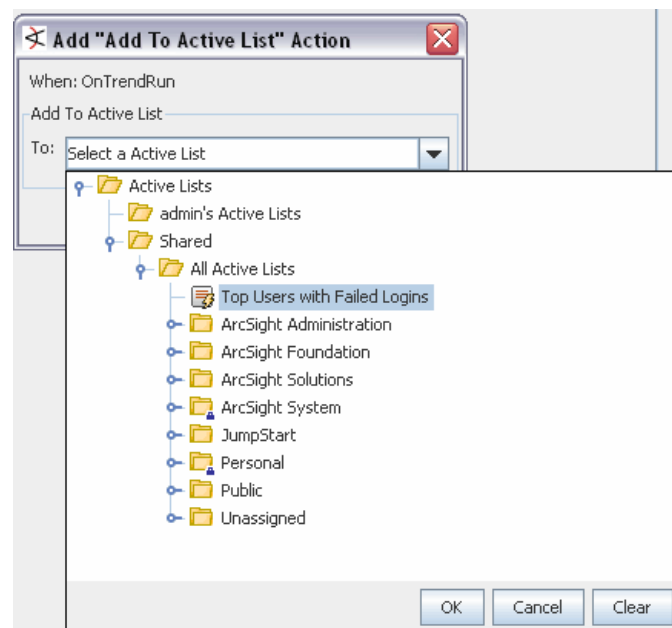 Add "Add To Active List" Action
When: OnTrendRun
Add To Active List
To: Select a Active List
Active Lists
admin's Active Lists
Shared
All Active Lists
Top Users with Failed Logins
ArcSight Administration
ArcSight Foundation
ArcSight Solutions
ArcSight System
JumpStart
Personal
Public
Unassigned
OK Cancel Clear